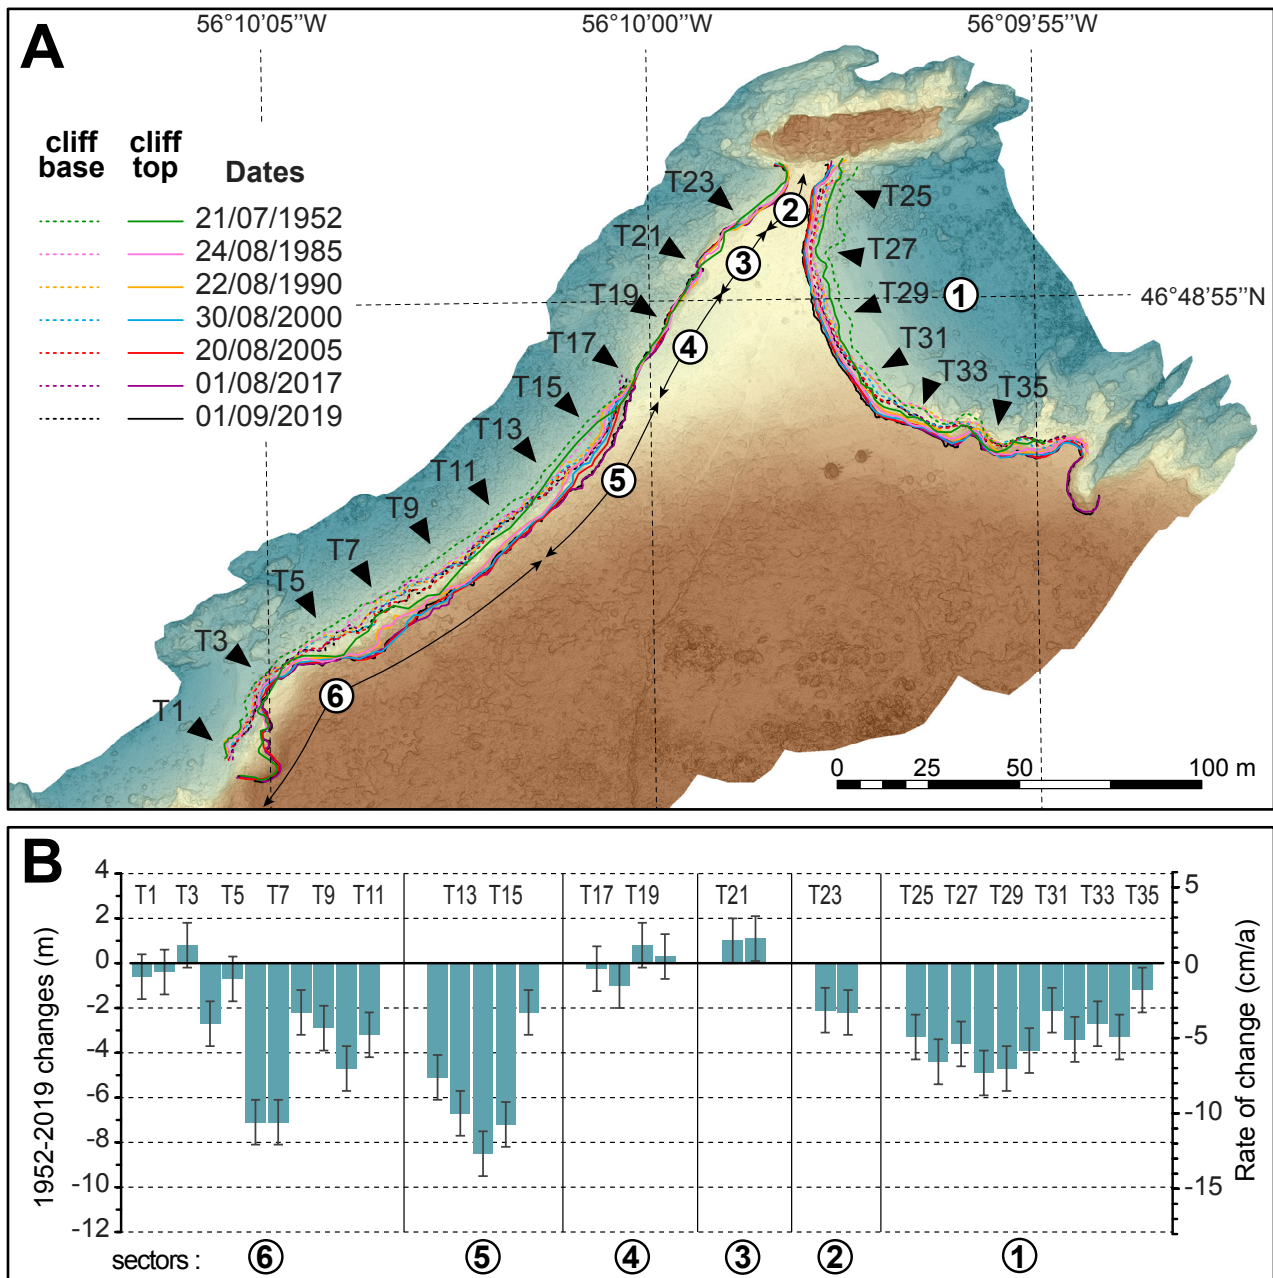 A
56°10'05''W
56°10'00''W
56°09'55''W
cliff base
cliff top
Dates
21/07/1952
24/08/1985
22/08/1990
30/08/2000
20/08/2005
01/08/2017
01/09/2019
T23
T21
T19
T17
T15
T13
T11
T9
T7
T5
T3
T1
T25
T27
T29
T31
T33
T35
46°48'55''N
1
2
3
4
5
6
0 25 50 100 m
B
1952-2019 changes (m)
4
2
0
-2
-4
-6
-8
-10
-12
T1 T3 T5 T7 T9 T11 T13 T15 T17 T19 T21 T23 T25 T27 T29 T31 T33 T35
5
0
-5
-10
-15
Rate of change (cm/a)
sectors : 6 5 4 3 2 1